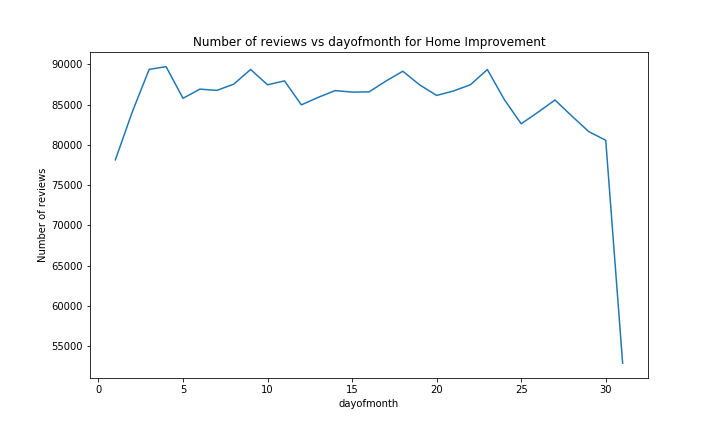 Number of reviews vs dayofmonth for Home Improvement
90000
85000
80000
75000
70000
65000
60000
55000
Number of reviews
0 5 10 15 20 25 30
dayofmonth